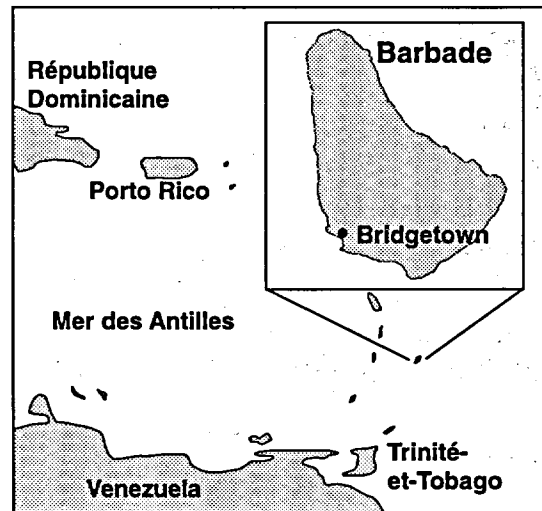 République
Dominicaine
Porto Rico
Barbade
Bridgetown
Mer des Antilles
Trinité-
et-Tobago
Venezuela